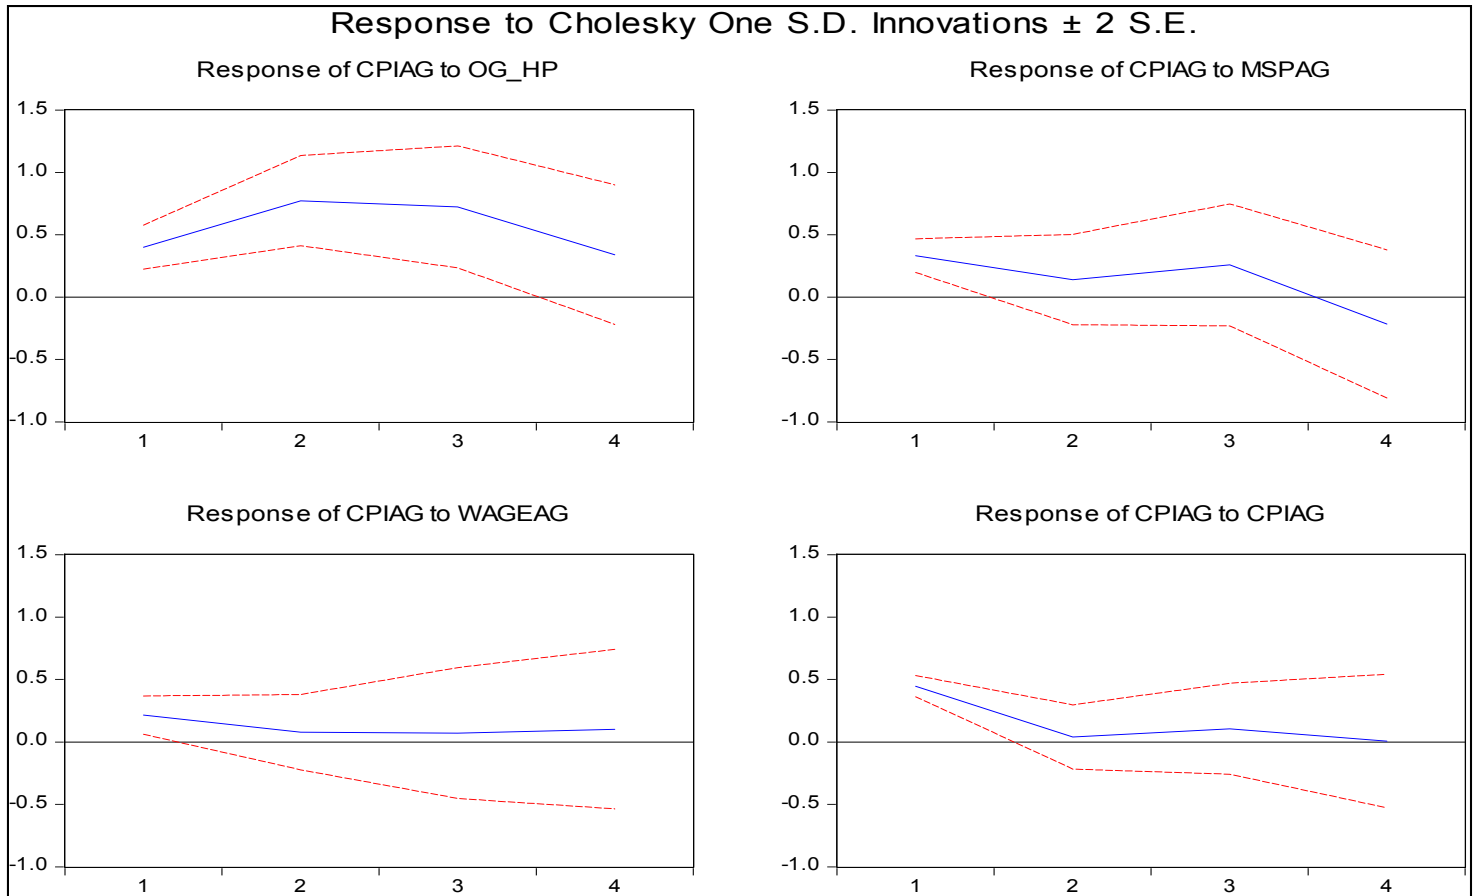 Response to Cholesky One S.D. Innovations ± 2 S.E.
Response of CPIAG to OG_HP
1.5
1.0
0.5
0.0
-0.5
-1.0
1 2 3 4
Response of CPIAG to MSPAG
1.5
1.0
0.5
0.0
-0.5
-1.0
1 2 3 4
Response of CPIAG to WAGEAG
1.5
1.0
0.5
0.0
-0.5
-1.0
1 2 3 4
Response of CPIAG to CPIAG
1.5
1.0
0.5
0.0
-0.5
-1.0
1 2 3 4